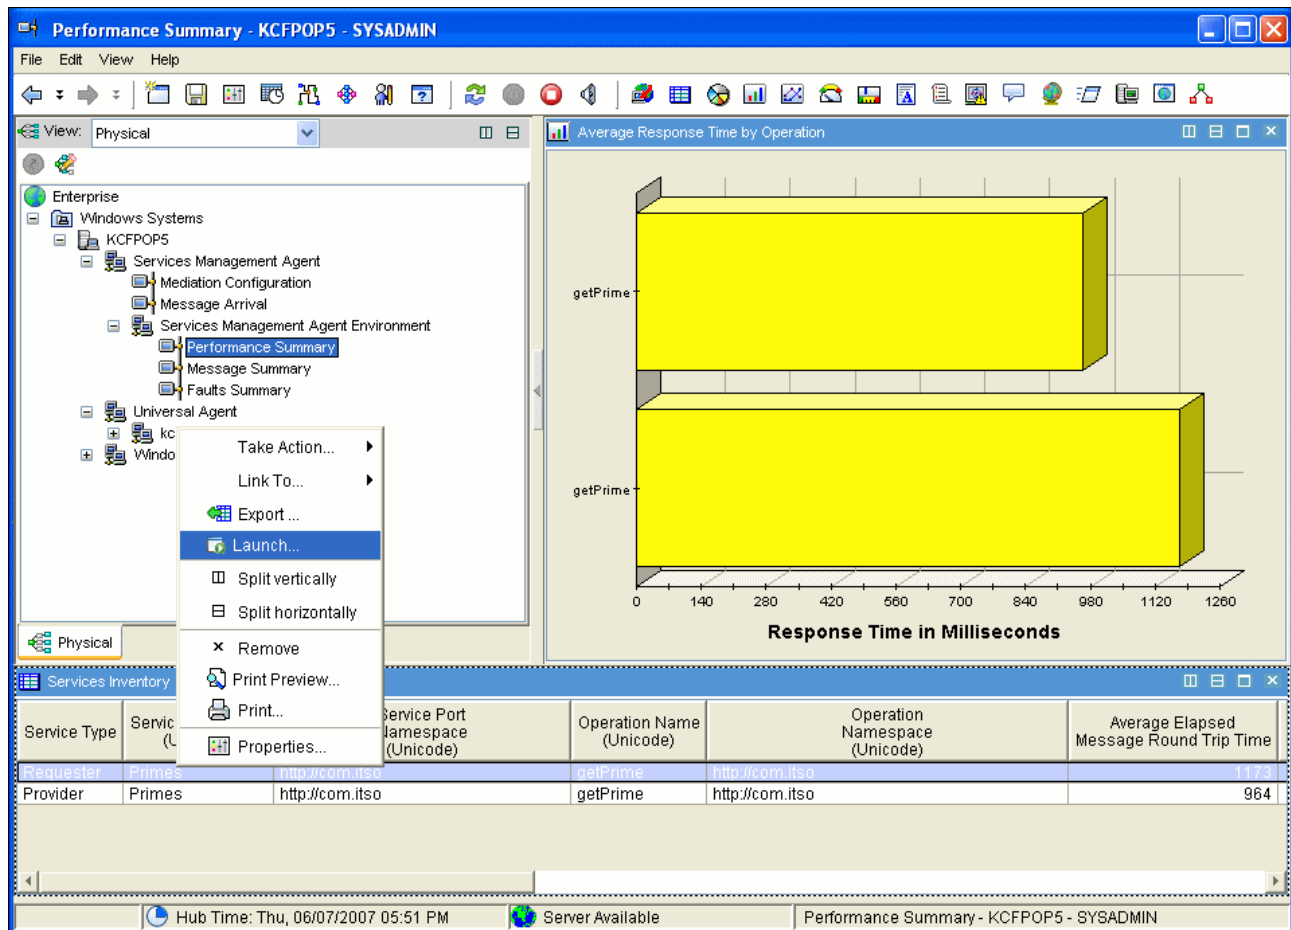 Performance Summary - KCFPOP5 - SYSADMIN
File Edit View Help
View: Physical
Enterprise
Windows Systems
KCFPOP5
Services Management Agent
Mediation Configuration
Message Arrival
Services Management Agent Environment
Performance Summary
Message Summary
Faults Summary
Universal Agent
kc
Windo
Physical
Take Action...
Link To...
Export ...
Launch...
Split vertically
Split horizontally
Remove
Print Preview...
Print...
Properties...
Average Response Time by Operation
getPrime
getPrime
0 140 280 420 560 700 840 980 1120 1260
Response Time in Milliseconds
Services Inventory
Service Type
Servic
Service Port
Namespace
(Unicode)
Operation Name
(Unicode)
Operation
Namespace
(Unicode)
Average Elapsed
Message Round Trip Time
Requester Primes http://com.itso getPrime http://com.itso 1173
Provider Primes http://com.itso getPrime http://com.itso 964
Hub Time: Thu, 06/07/2007 05:51 PM
Server Available
Performance Summary - KCFPOP5 - SYSADMIN